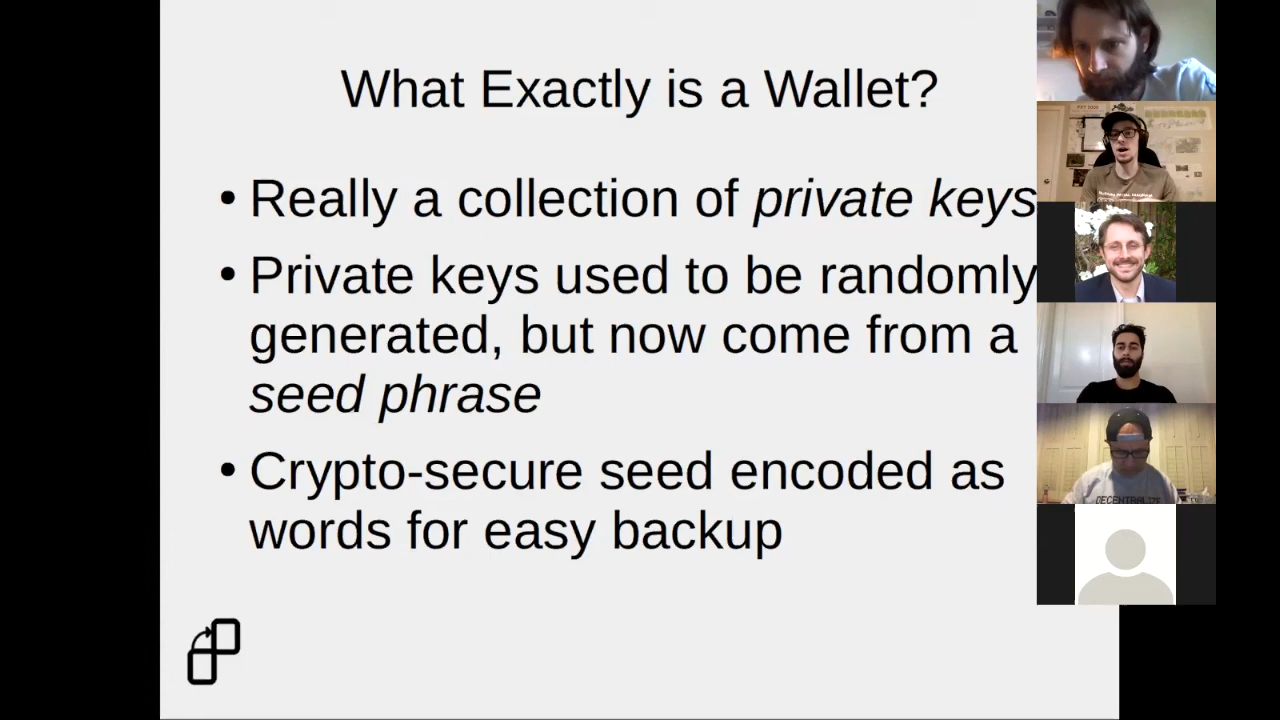 What Exactly is a Wallet?
• Really a collection of private keys
• Private keys used to be randomly
generated, but now come from a
seed phrase
• Crypto-secure seed encoded as
words for easy backup